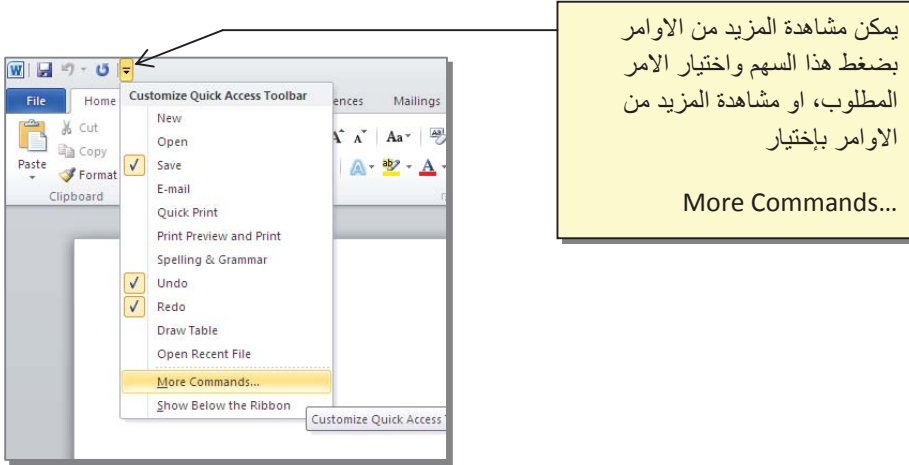 يمكن مشاهدة المزيد من الاوامر
بضغط هذا السهم واختيار الامر
المطلوب، او مشاهدة المزيد من
الاوامر بإختيار
More Commands...
File
Home
Customize Quick Access Toolbar
Mailings
Cut
Copy
Paste
Format
Clipboard
Aa
New
Open
Save
E-mail
Quick Print
Print Preview and Print
Spelling & Grammar
Undo
Redo
Draw Table
Open Recent File
More Commands...
Show Below the Ribbon
Customize Quick Access